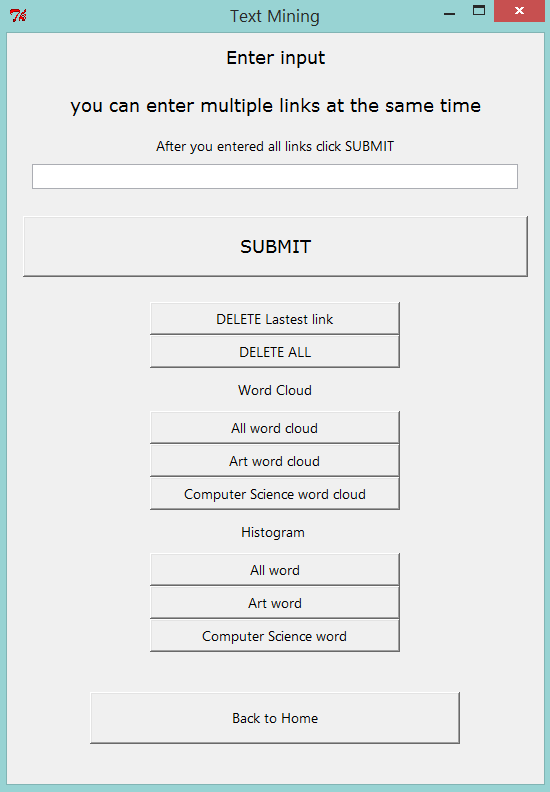 Text Mining
Enter input
you can enter multiple links at the same time
After you entered all links click SUBMIT
SUBMIT
DELETE Lastest link
DELETE ALL
Word Cloud
All word cloud
Art word cloud
Computer Science word cloud
Histogram
All word
Art word
Computer Science word
Back to Home